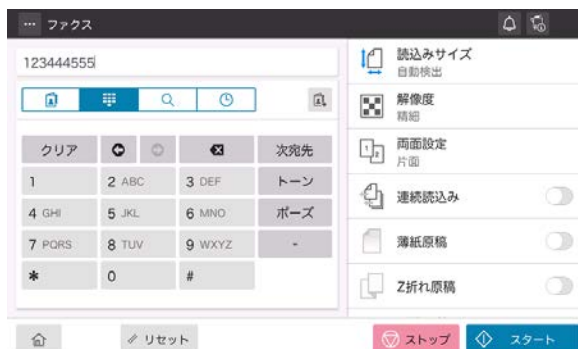 … ファクス
123444555
クリア
次宛先
1
2 ABC
3 DEF
トーン
4 GHI
5 JKL
6 MNO
ポーズ
7 PQRS
8 TUV
9 WXYZ
-
*
0
#
リセット
読込みサイズ
自動検出
解像度
精細
両面設定
片面
連続読込み
薄紙原稿
Z折れ原稿
ストップ
スタート